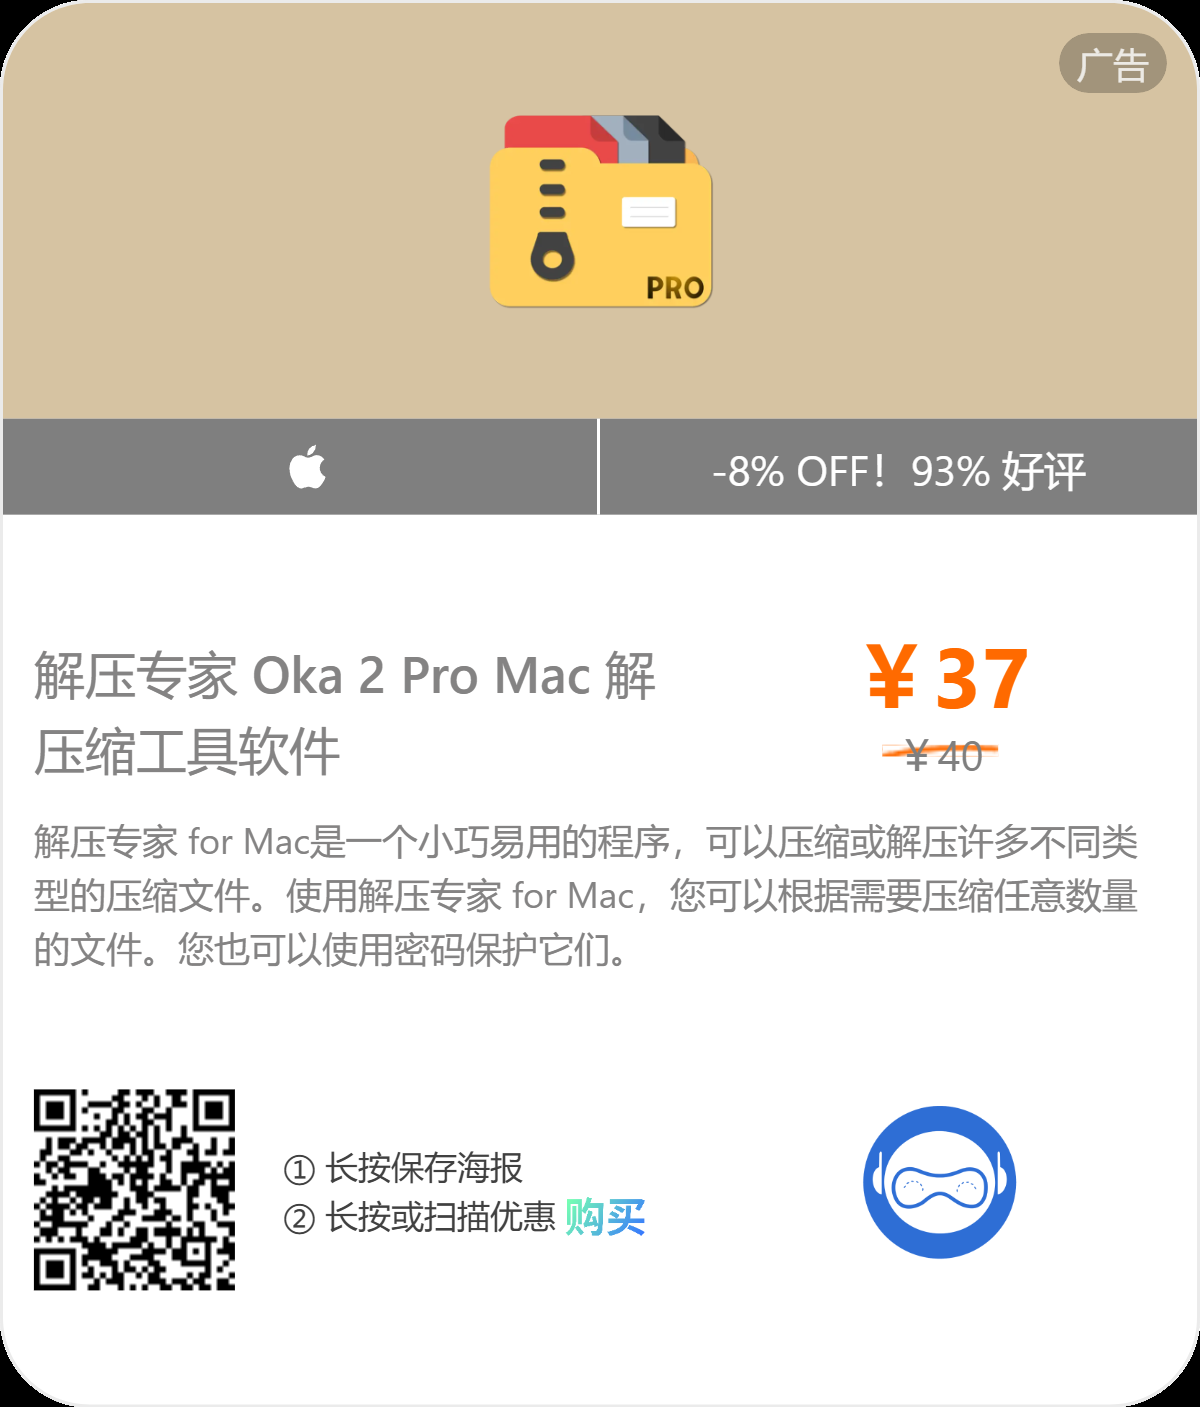 广告
PRO
-8% OFF！93% 好评
解压专家 Oka 2 Pro Mac 解
压缩工具软件
￥37
￥40
解压专家 for Mac是一个小巧易用的程序，可以压缩或解压许多不同类
型的压缩文件。使用解压专家 for Mac，您可以根据需要压缩任意数量
的文件。您也可以使用密码保护它们。
① 长按保存海报
② 长按或扫描优惠 购买